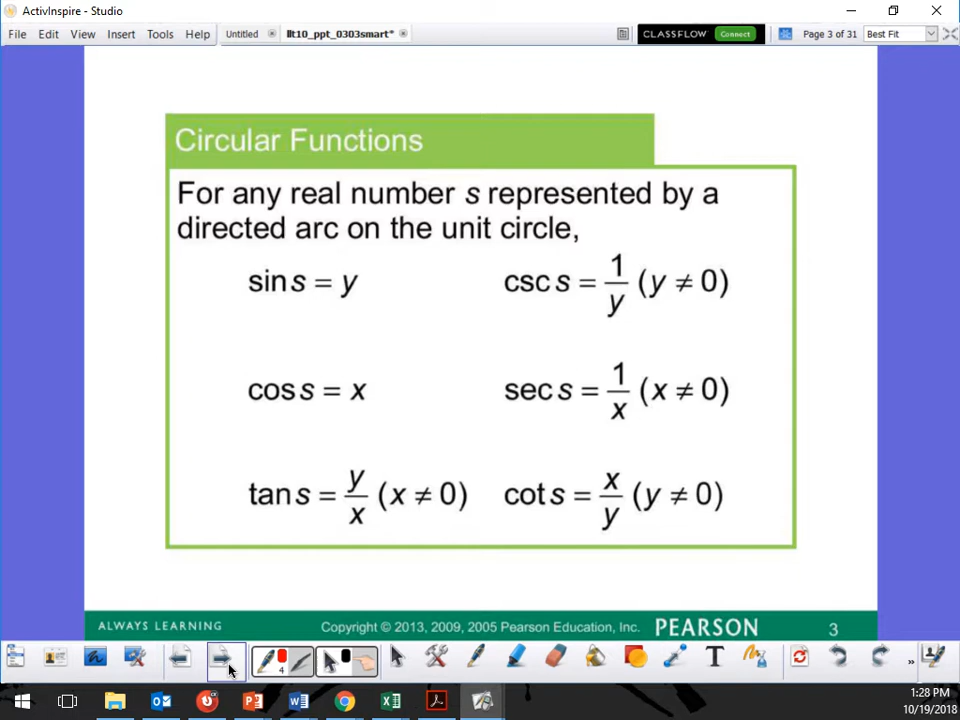 ActivInspire - Studio
File Edit View Insert Tools Help Untitled llt10_ppt_0303smart* CLASSFLOW Connect Page 3 of 31 Best Fit
Circular Functions
For any real number s represented by a
directed arc on the unit circle,
sin s = y csc s = 1/y (y ≠ 0)
cos s = x sec s = 1/x (x ≠ 0)
tan s = y/x (x ≠ 0) cot s = x/y (y ≠ 0)
ALWAYS LEARNING Copyright © 2013, 2009, 2005 Pearson Education, Inc. PEARSON 3
4 T »
1:28 PM
10/19/2018